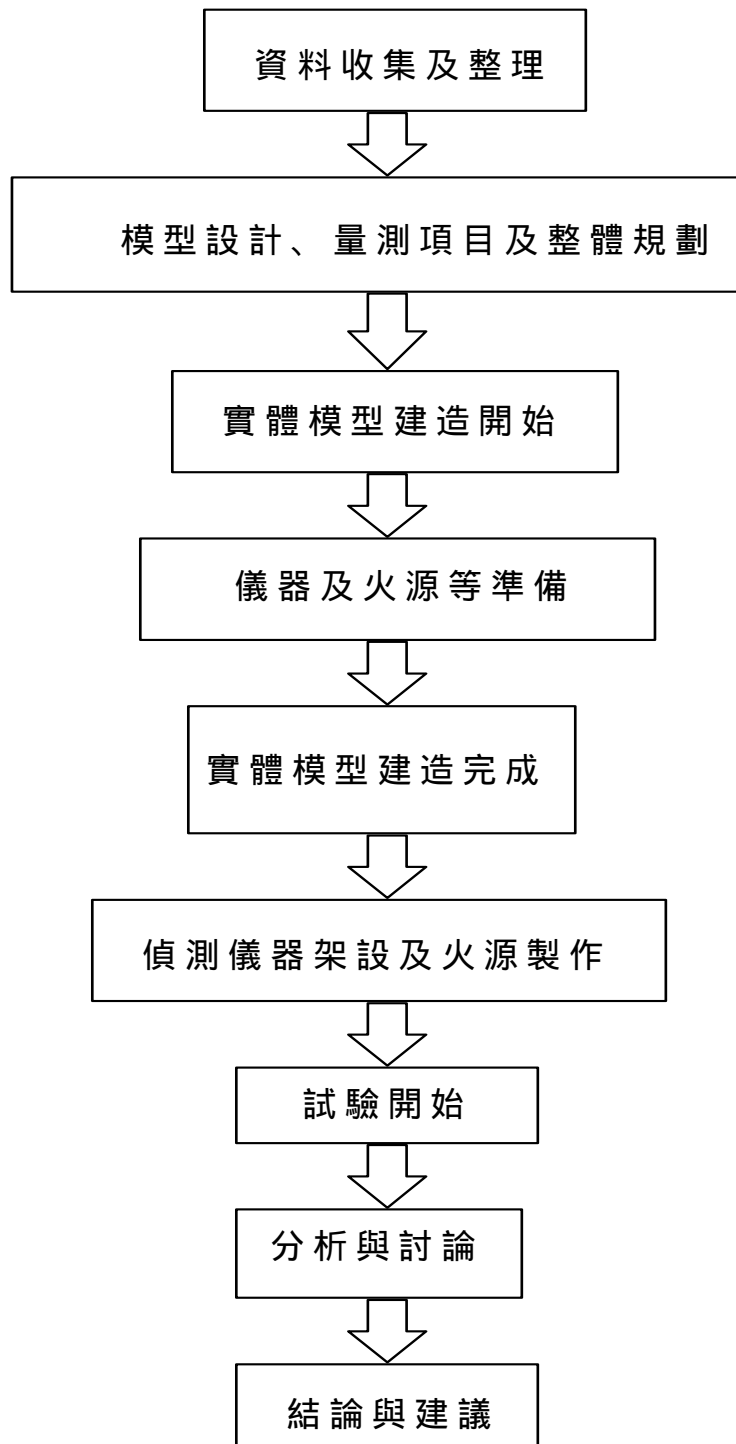 資料收集及整理
模型設計、量測項目及整體規劃
實體模型建造開始
儀器及火源等準備
實體模型建造完成
偵測儀器架設及火源製作
試驗開始
分析與討論
結論與建議